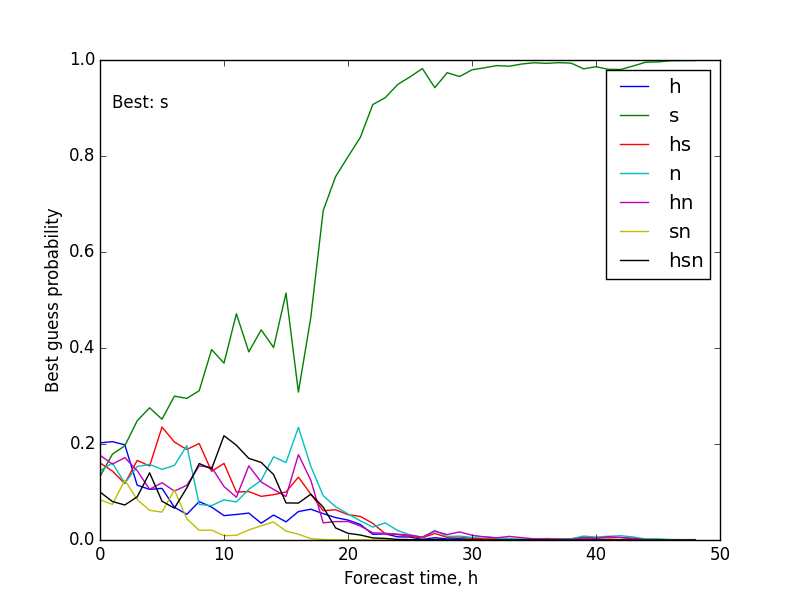 1.0
0.8
0.6
0.4
0.2
0.0
Best guess probability
Best: s
h
s
hs
n
hn
sn
hsn
0 10 20 30 40 50
Forecast time, h